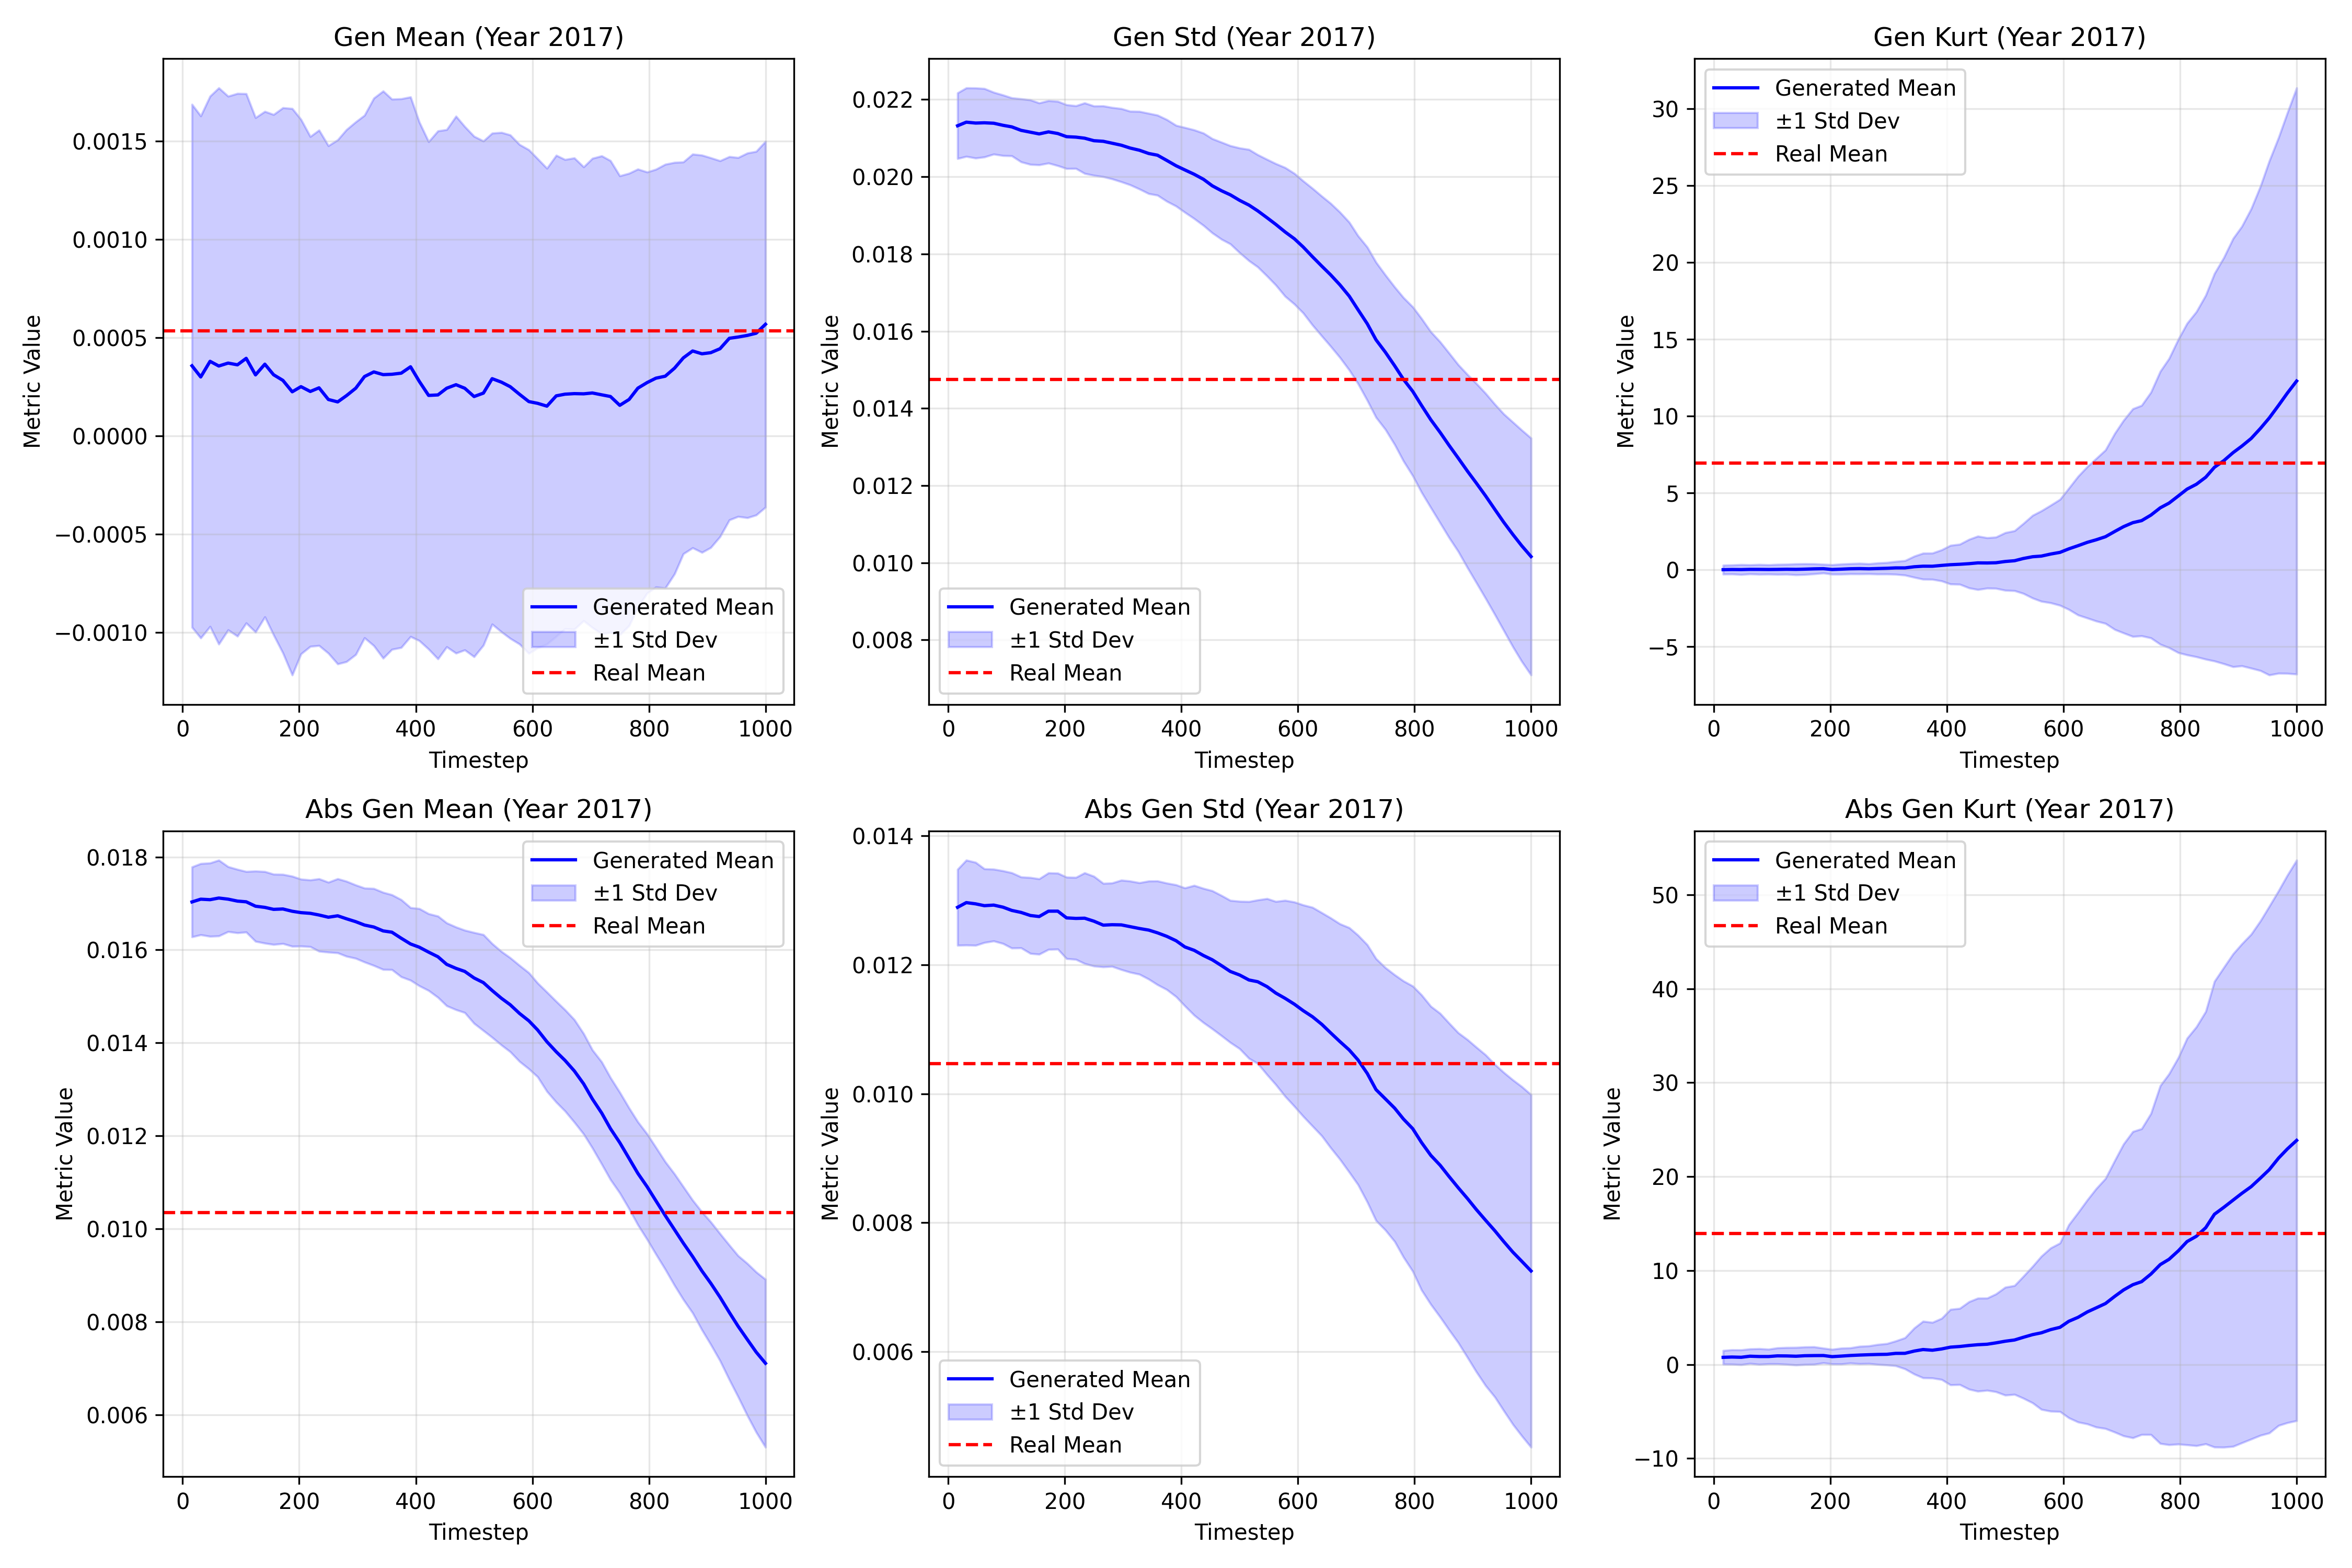 Gen Mean (Year 2017)
Metric Value
0.0015
0.0010
0.0005
0.0000
−0.0005
−0.0010
Generated Mean
±1 Std Dev
Real Mean
0 200 400 600 800 1000
Timestep
Gen Std (Year 2017)
Metric Value
0.022
0.020
0.018
0.016
0.014
0.012
0.010
0.008
Generated Mean
±1 Std Dev
Real Mean
0 200 400 600 800 1000
Timestep
Gen Kurt (Year 2017)
Metric Value
Generated Mean
±1 Std Dev
Real Mean
30
25
20
15
10
5
0
−5
0 200 400 600 800 1000
Timestep
Abs Gen Mean (Year 2017)
Metric Value
Generated Mean
±1 Std Dev
Real Mean
0.018
0.016
0.014
0.012
0.010
0.008
0.006
0 200 400 600 800 1000
Timestep
Abs Gen Std (Year 2017)
Metric Value
0.014
0.012
0.010
0.008
0.006
Generated Mean
±1 Std Dev
Real Mean
0 200 400 600 800 1000
Timestep
Abs Gen Kurt (Year 2017)
Metric Value
Generated Mean
±1 Std Dev
Real Mean
50
40
30
20
10
0
−10
0 200 400 600 800 1000
Timestep